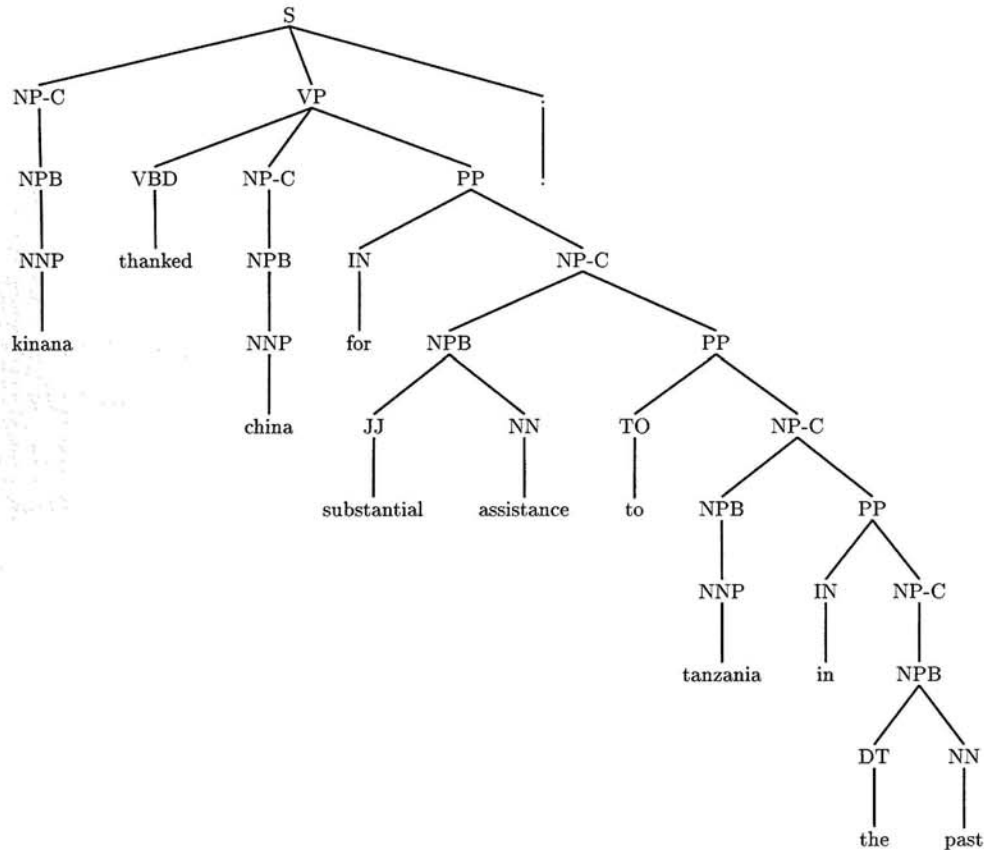 S
NP-C VP .
NPB VBD NP-C PP .
NNP thanked NPB IN NP-C
kinana NNP for NPB PP
china JJ NN TO NP-C
substantial assistance to NPB PP
NNP IN NP-C
tanzania in NPB
DT NN
the past